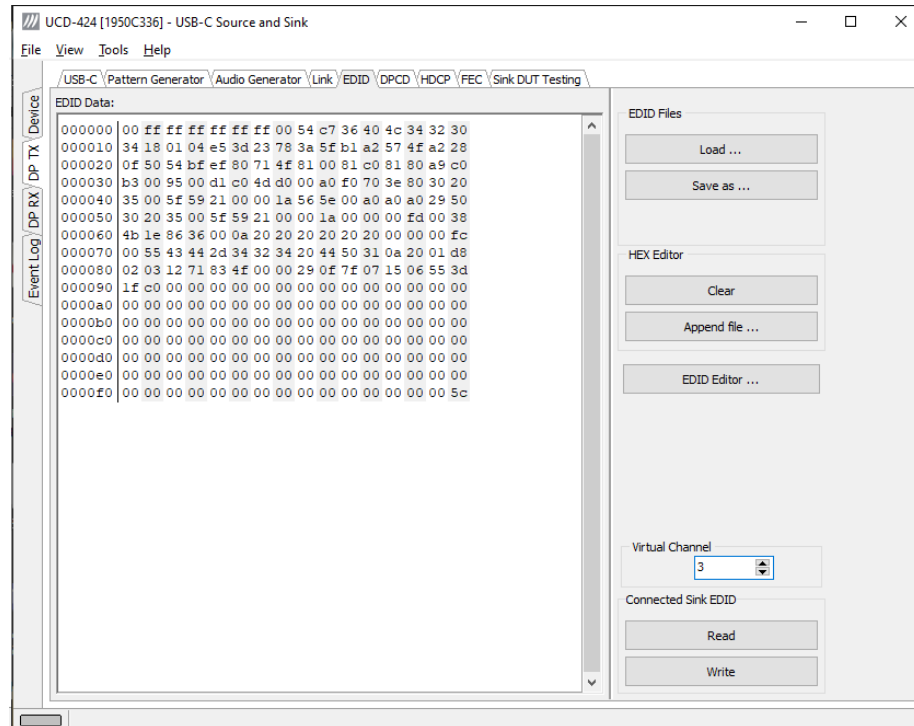 UCD-424 [1950C336] - USB-C Source and Sink
File View Tools Help
USB-C Pattern Generator Audio Generator Link EDID DPCD HDCP FEC Sink DUT Testing
Device
DP TX
DP RX
Event Log
EDID Data:
000000 00 ff ff ff ff ff ff 00 54 c7 36 40 4c 34 32 30
000010 34 18 01 04 e5 3d 23 78 3a 5f b1 a2 57 4f a2 28
000020 0f 50 54 bf ef 80 71 4f 81 00 81 c0 81 80 a9 c0
000030 b3 00 95 00 d1 c0 4d d0 00 a0 f0 70 3e 80 30 20
000040 35 00 5f 59 21 00 00 1a 56 5e 00 a0 a0 a0 29 50
000050 30 20 35 00 5f 59 21 00 00 1a 00 00 00 fd 00 38
000060 4b 1e 86 36 00 0a 20 20 20 20 20 20 00 00 00 fc
000070 00 55 43 44 2d 34 32 34 20 44 50 31 0a 20 01 d8
000080 02 03 12 71 83 4f 00 00 29 0f 7f 07 15 06 55 3d
000090 1f c0 00 00 00 00 00 00 00 00 00 00 00 00 00 00
0000a0 00 00 00 00 00 00 00 00 00 00 00 00 00 00 00 00
0000b0 00 00 00 00 00 00 00 00 00 00 00 00 00 00 00 00
0000c0 00 00 00 00 00 00 00 00 00 00 00 00 00 00 00 00
0000d0 00 00 00 00 00 00 00 00 00 00 00 00 00 00 00 00
0000e0 00 00 00 00 00 00 00 00 00 00 00 00 00 00 00 00
0000f0 00 00 00 00 00 00 00 00 00 00 00 00 00 00 00 5c
EDID Files
Load ...
Save as ...
HEX Editor
Clear
Append file ...
EDID Editor ...
Virtual Channel
3
Connected Sink EDID
Read
Write